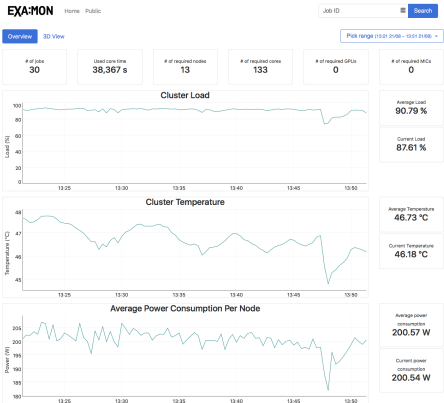 EXA:MON
Home Public
Job ID
Search
Overview
3D View
Pick range (13:21 21/08 – 13:51 21/08)
# of jobs
30
Used core time
38,367 s
# of required nodes
13
# of required cores
133
# of required GPUs
0
# of required MICs
0
Cluster Load
Load (%)
100
80
60
40
20
0
13:25 13:30 13:35 13:40 13:45 13:50
Average Load
90.79 %
Current Load
87.61 %
Cluster Temperature
Temperature (°C)
48
47
46
45
13:25 13:30 13:35 13:40 13:45 13:50
Average Temperature
46.73 °C
Current Temperature
46.18 °C
Average Power Consumption Per Node
Power (W)
205
200
195
190
185
180
13:25 13:30 13:35 13:40 13:45 13:50
Average power
consumption
200.57 W
Current power
consumption
200.54 W